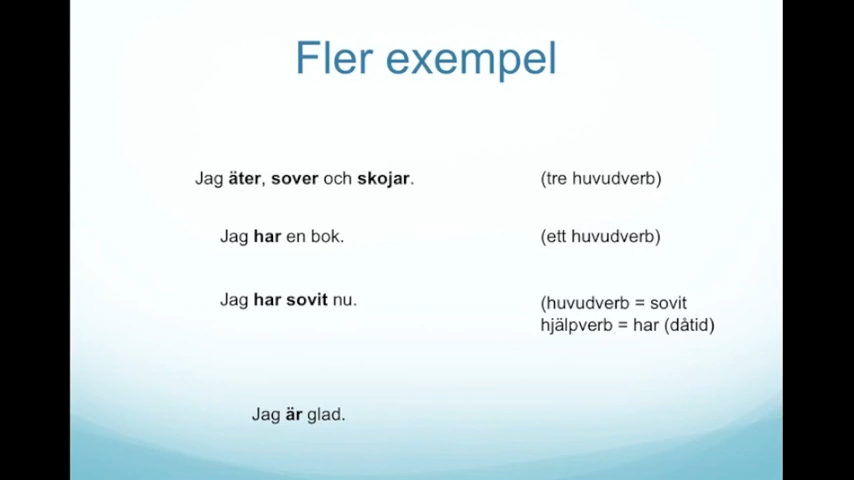 Fler exempel
Jag äter, sover och skojar. (tre huvudverb)
Jag har en bok. (ett huvudverb)
Jag har sovit nu. (huvudverb = sovit
hjälpverb = har (dåtid)
Jag är glad.